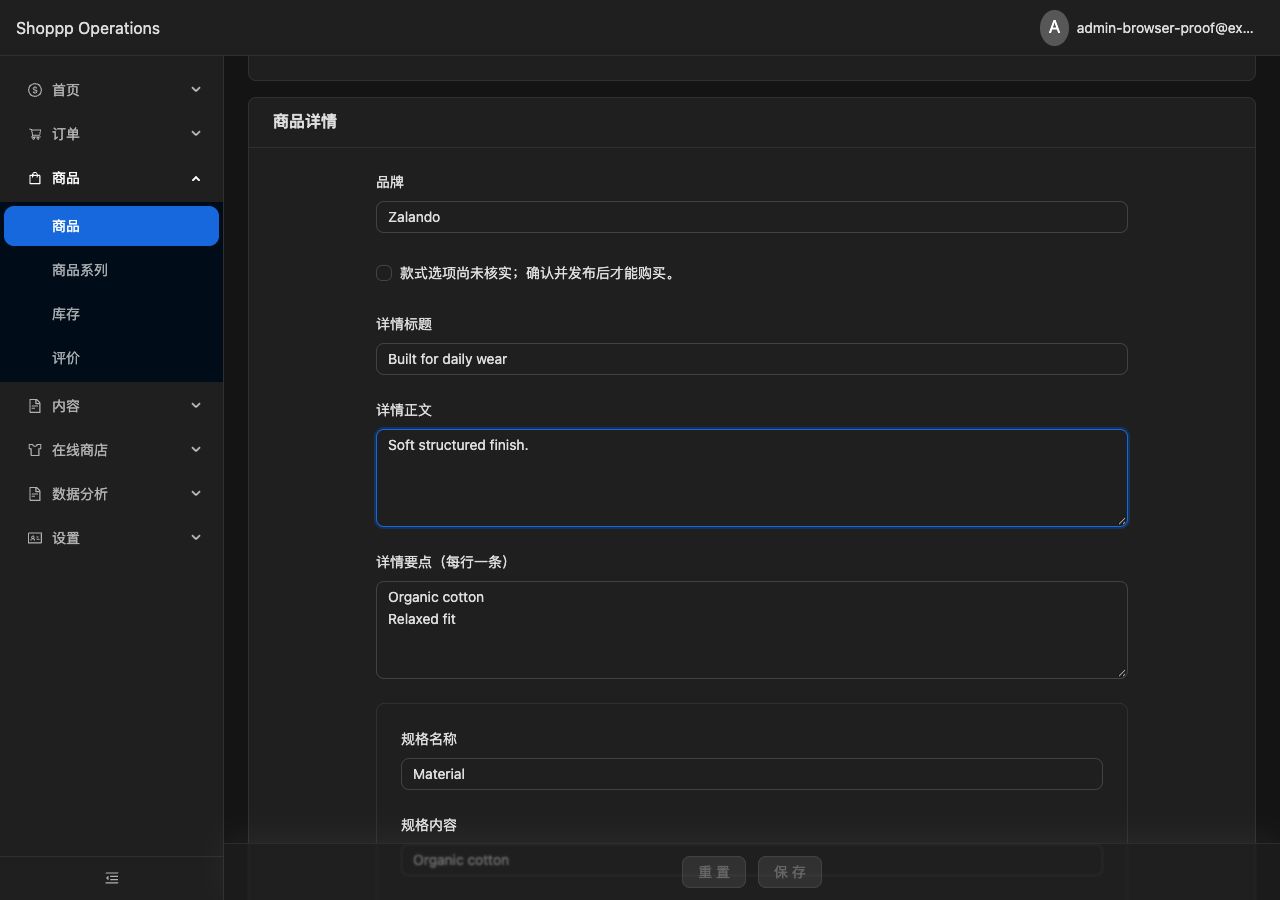 Shoppp Operations
A
admin-browser-proof@ex...
首页
订单
商品
商品
商品系列
库存
评价
内容
在线商店
数据分析
设置
商品详情
品牌
Zalando
款式选项尚未核实；确认并发布后才能购买。
详情标题
Built for daily wear
详情正文
Soft structured finish.
详情要点（每行一条）
Organic cotton
Relaxed fit
规格名称
Material
规格内容
Organic cotton
重 置
保 存